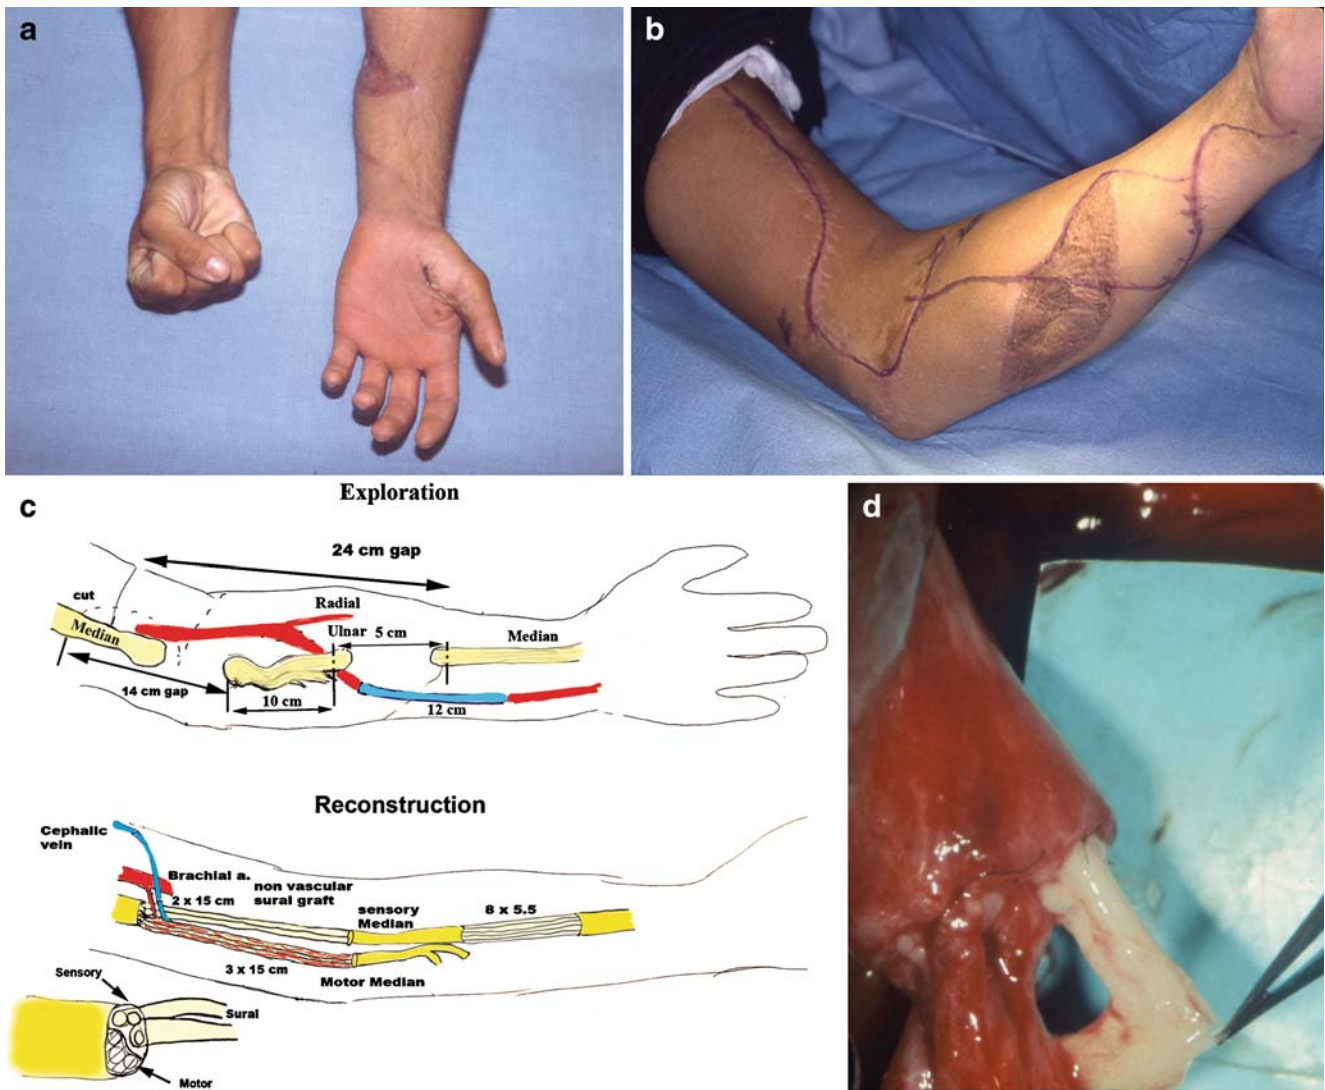 a
b
c
Exploration
24 cm gap
cut
Median
Radial
Ulnar
5 cm
Median
14 cm gap
10 cm
12 cm
Reconstruction
Cephalic
vein
Brachial a.
2 x 15 cm
non vascular
sural graft
sensory
Median
8 x 5.5
3 x 15 cm
Motor Median
Sensory
Sural
Motor
d